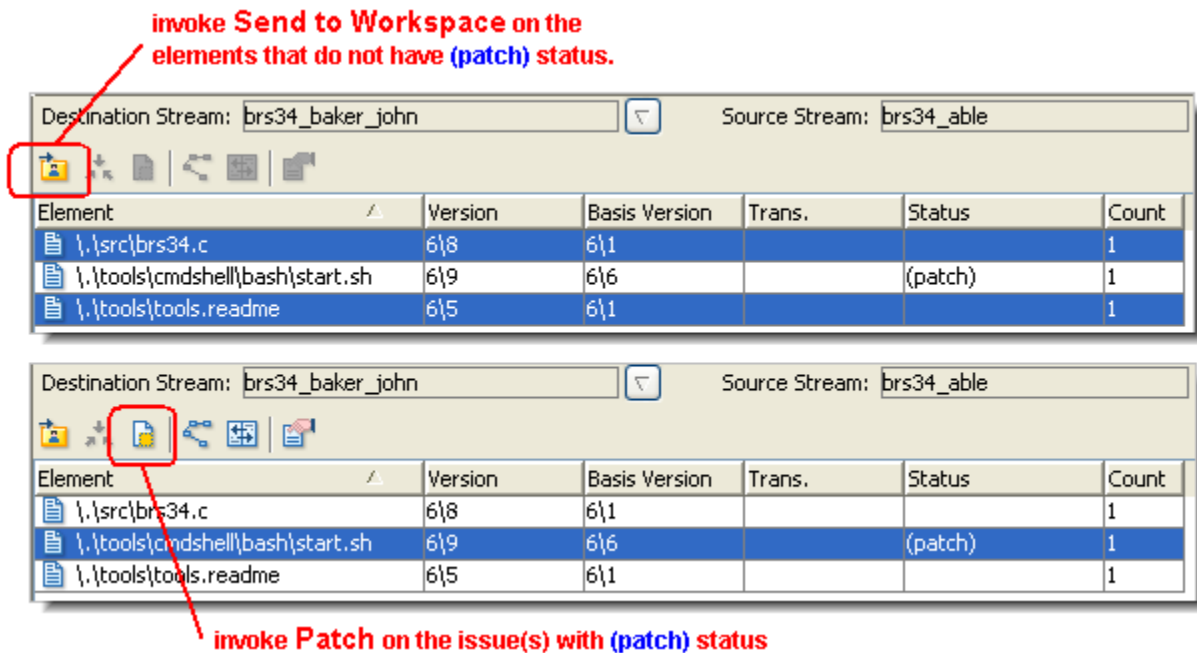 invoke Send to Workspace on the
elements that do not have (patch) status.
Destination Stream: brs34_baker_john Source Stream: brs34_able
Element Version Basis Version Trans. Status Count
\.\src\brs34.c 6\8 6\1 1
\.\tools\cmdshell\bash\start.sh 6\9 6\6 (patch) 1
\.\tools\tools.readme 6\5 6\1 1
Destination Stream: brs34_baker_john Source Stream: brs34_able
Element Version Basis Version Trans. Status Count
\.\src\brs34.c 6\8 6\1 1
\.\tools\cmdshell\bash\start.sh 6\9 6\6 (patch) 1
\.\tools\tools.readme 6\5 6\1 1
invoke Patch on the issue(s) with (patch) status